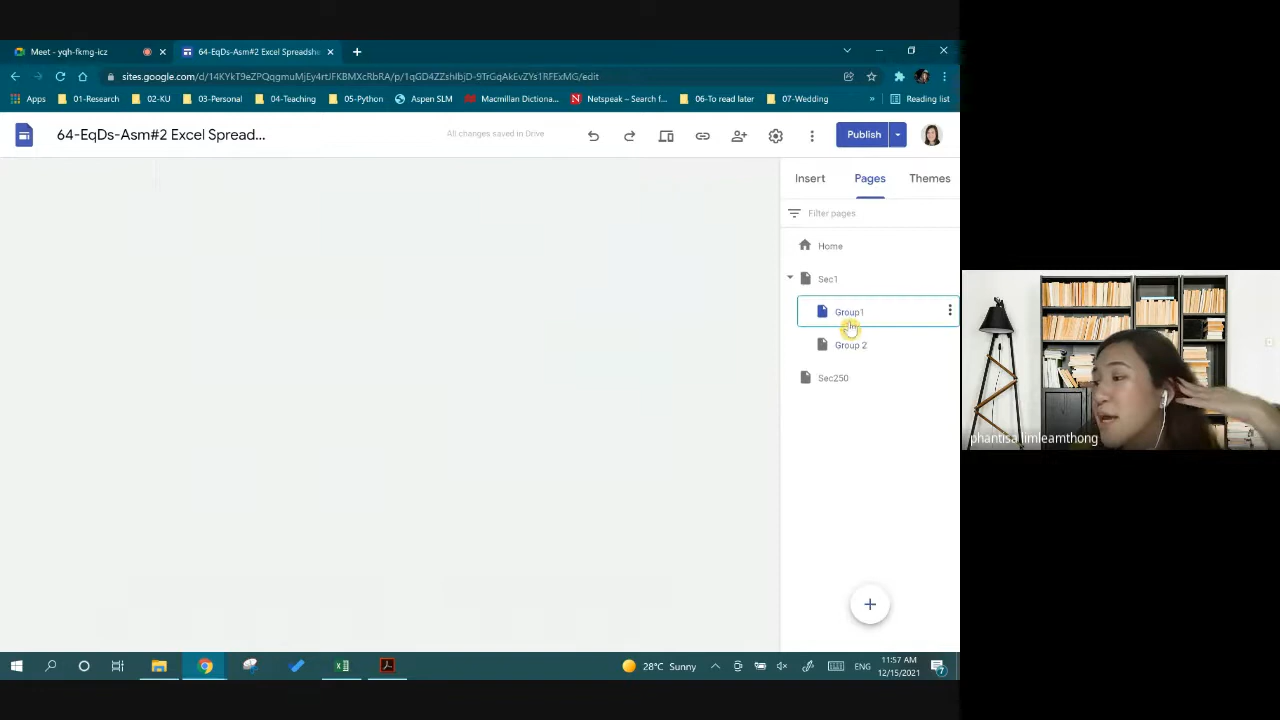 Meet - yqh-fkmg-icz
64-EqDs-Asm#2 Excel Spreadshe
sites.google.com/d/14KYkT9eZPQqgmuMjEy4rtJFKBMXcRbRA/p/1qGD4ZZshIbjD-9TrGqAkEvZYs1RFExMG/edit
Apps 01-Research 02-KU 03-Personal 04-Teaching 05-Python Aspen SLM Macmillan Dictiona... Netspeak – Search f... 06-To read later 07-Wedding » Reading list
64-EqDs-Asm#2 Excel Spread...
All changes saved in Drive
Publish
Insert Pages Themes
Filter pages
Home
Sec1
Group1
Group 2
Sec250
phantisa limleamthong
28°C Sunny
ENG
11:57 AM
12/15/2021
7